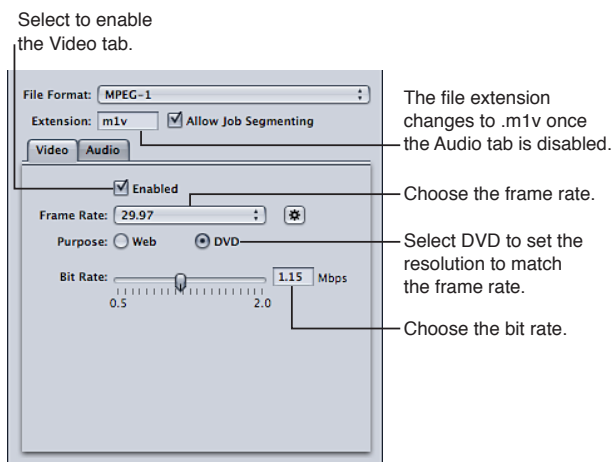 Select to enable
the Video tab.
File Format: MPEG-1
Extension: m1v Allow Job Segmenting
The file extension
changes to .m1v once
the Audio tab is disabled.
Video Audio
Enabled
Choose the frame rate.
Frame Rate: 29.97
Purpose: Web DVD
Select DVD to set the
resolution to match
the frame rate.
Bit Rate: 1.15 Mbps
0.5 2.0
Choose the bit rate.